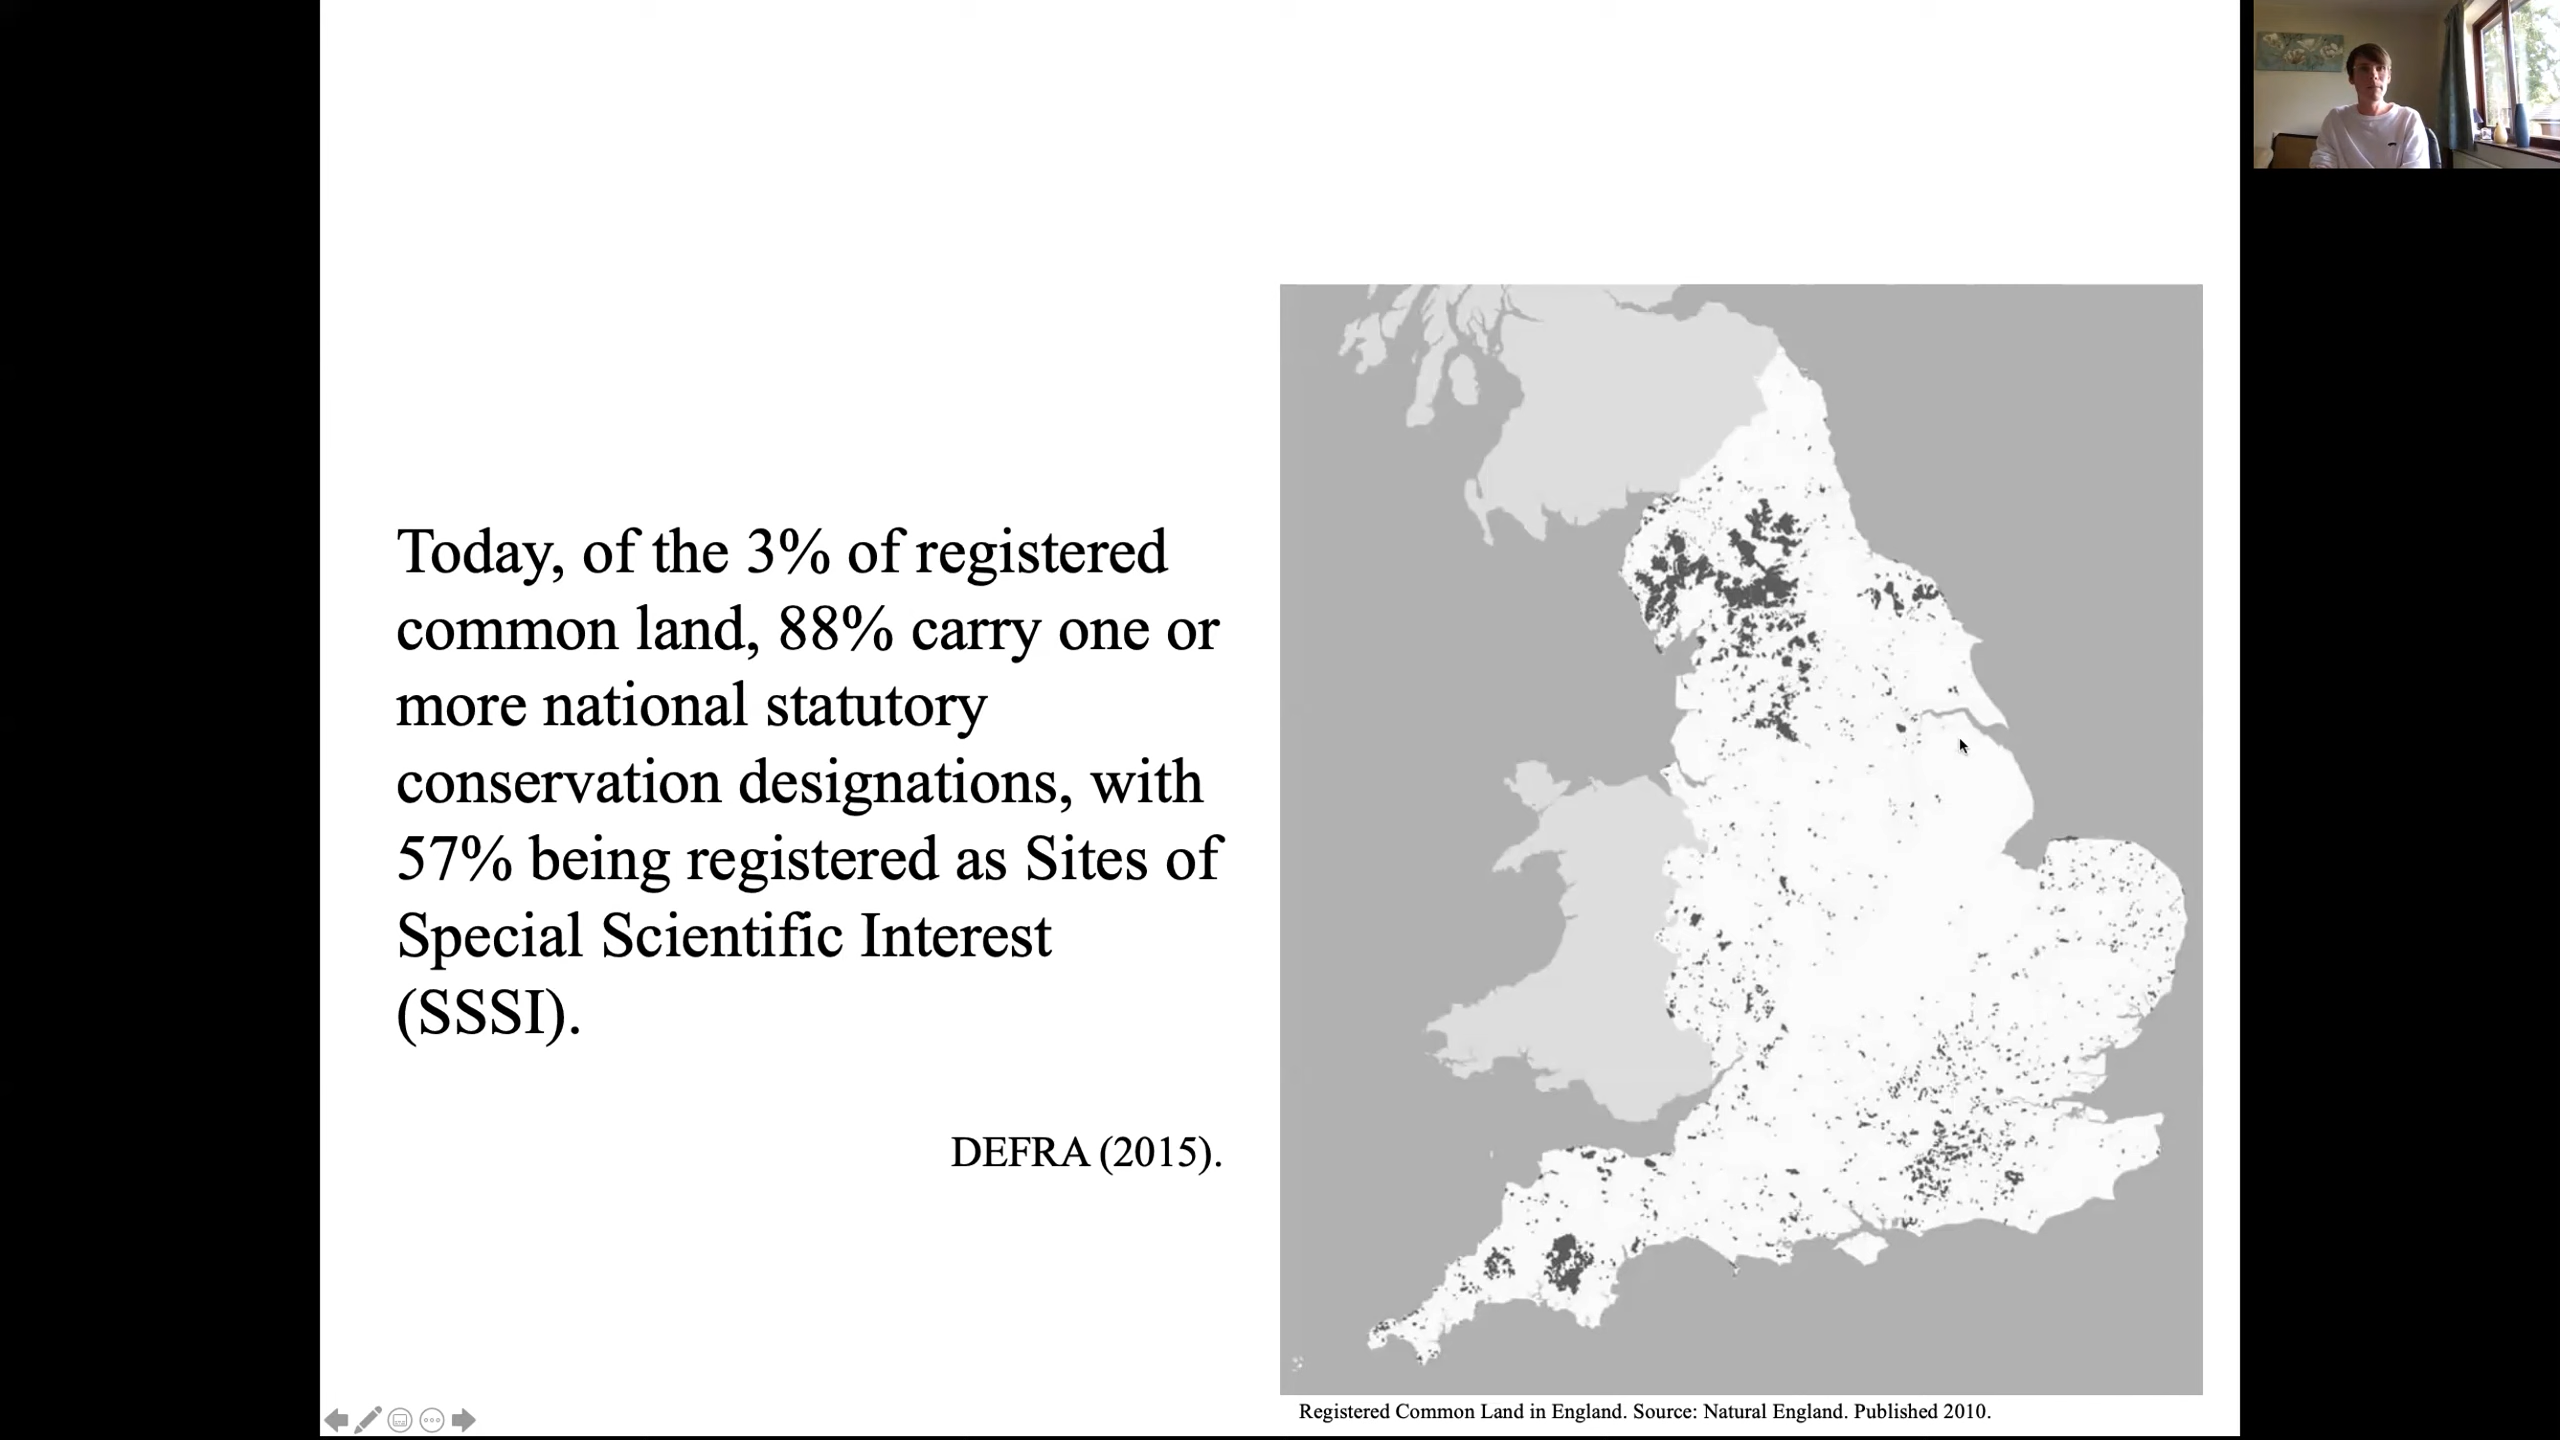 Today, of the 3% of registered
common land, 88% carry one or
more national statutory
conservation designations, with
57% being registered as Sites of
Special Scientific Interest
(SSSI).
DEFRA (2015).
Registered Common Land in England. Source: Natural England. Published 2010.